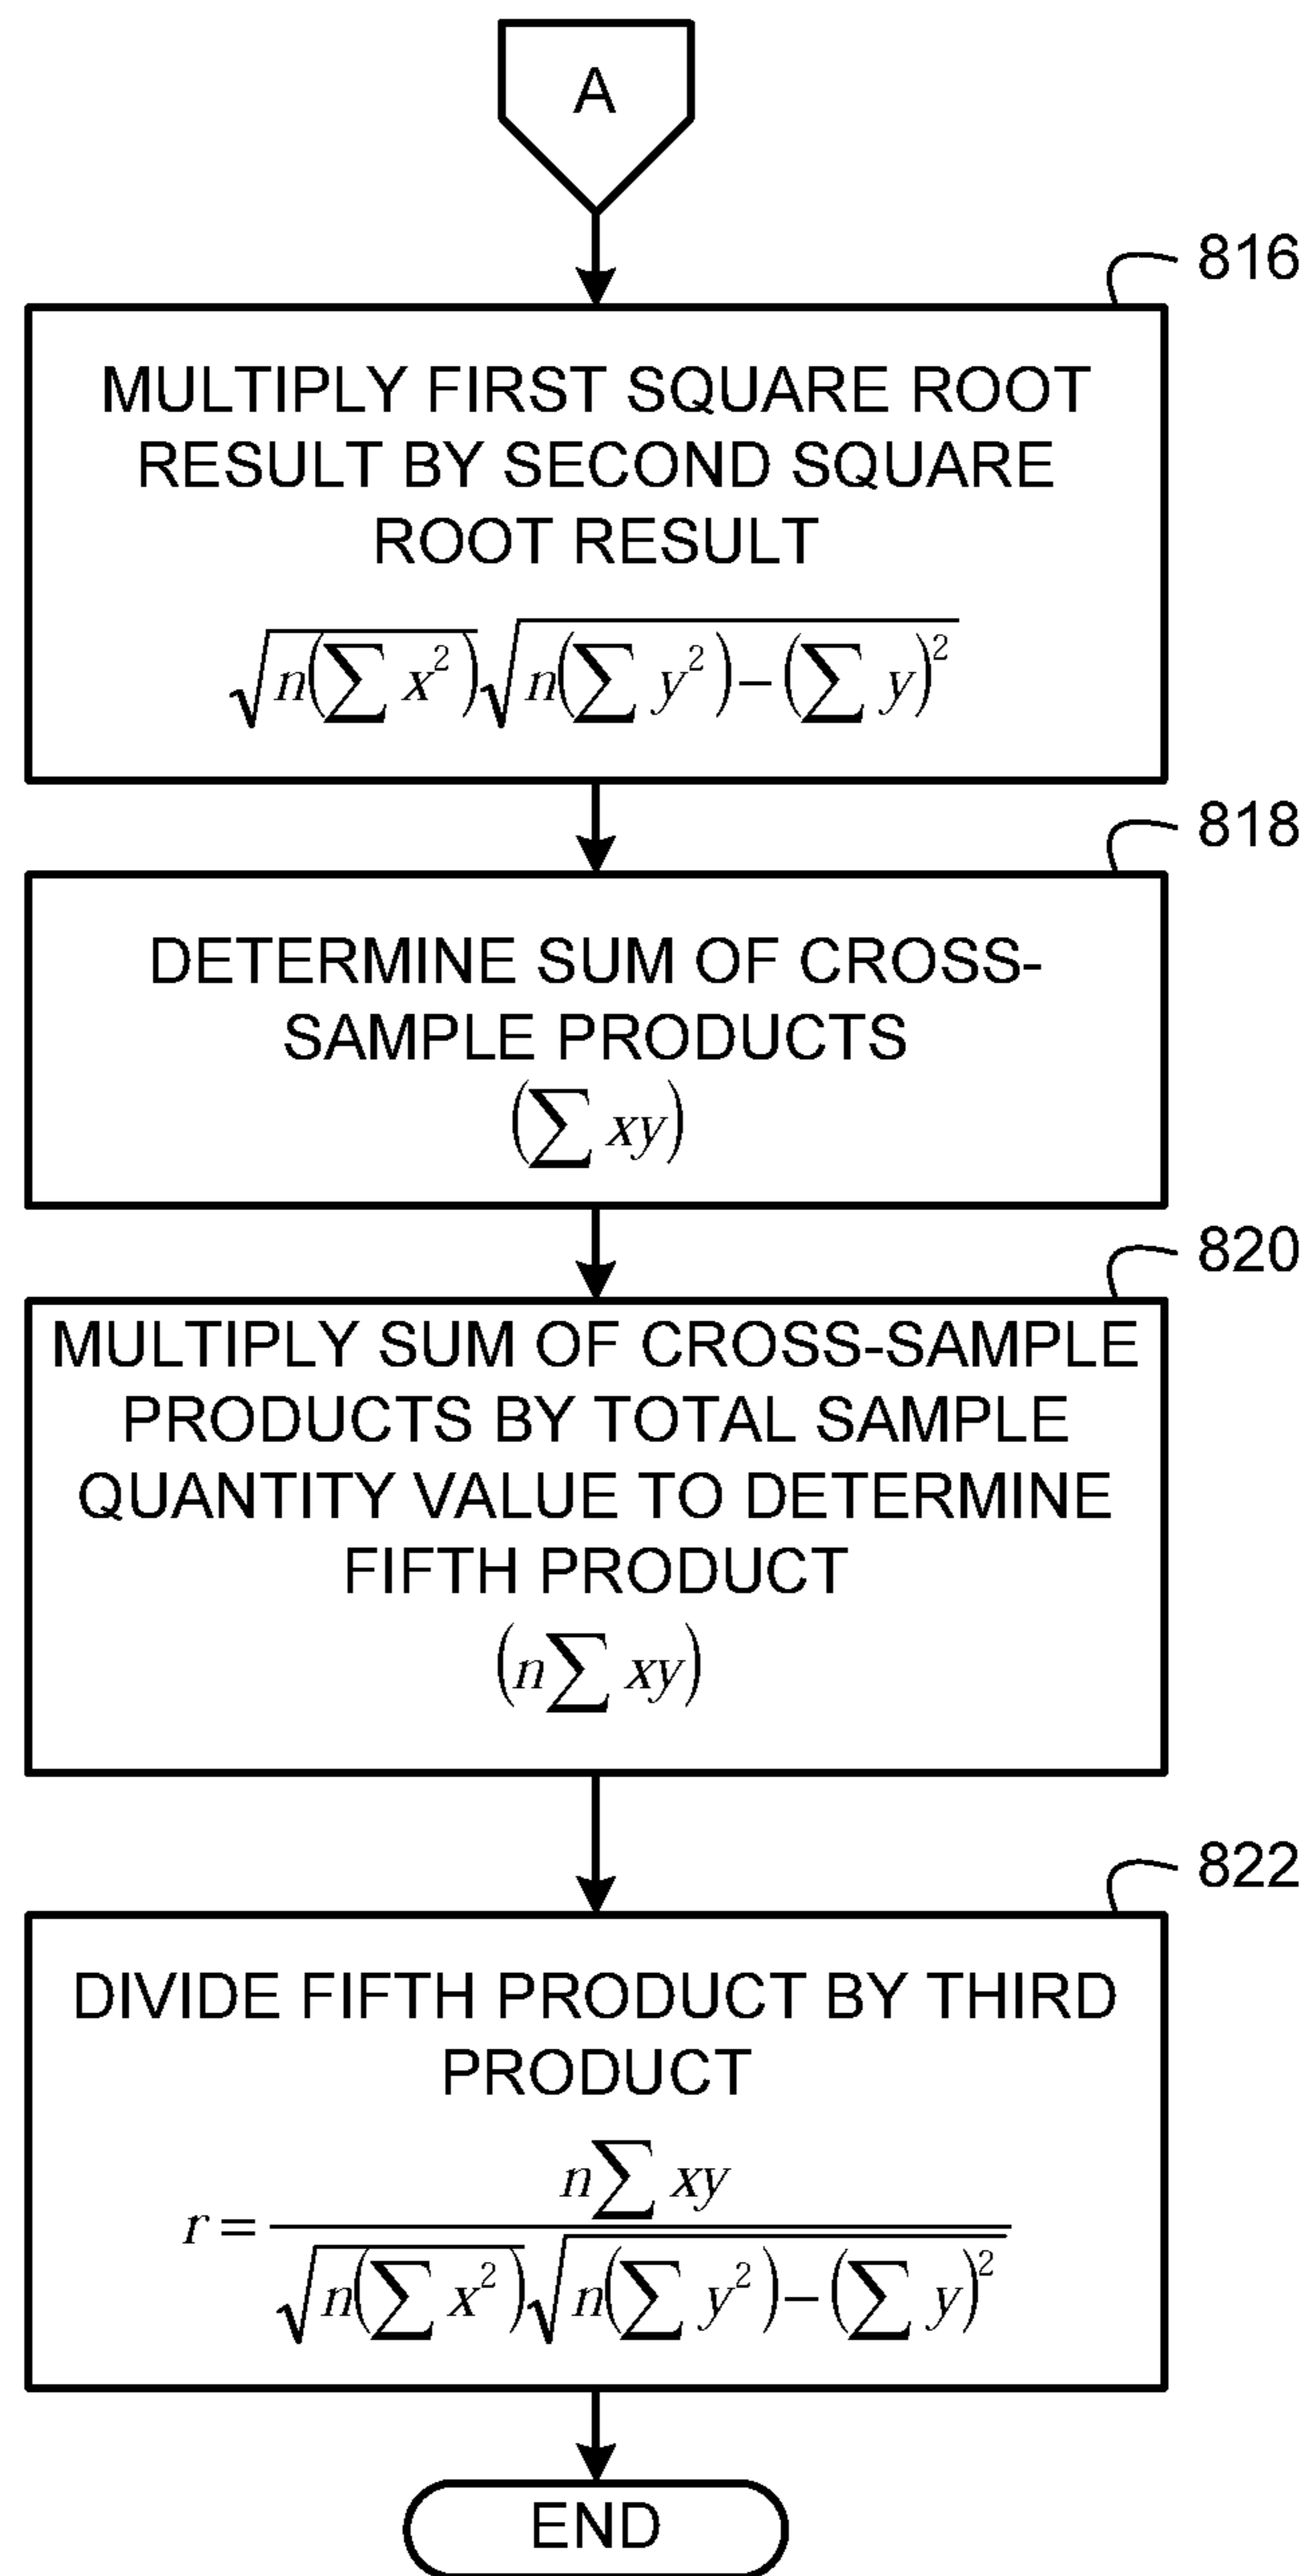 A
816
MULTIPLY FIRST SQUARE ROOT
RESULT BY SECOND SQUARE
ROOT RESULT
√n(∑ x²)√n(∑ y²)–(∑ y)²
818
DETERMINE SUM OF CROSS-
SAMPLE PRODUCTS
(∑ xy)
820
MULTIPLY SUM OF CROSS-SAMPLE
PRODUCTS BY TOTAL SAMPLE
QUANTITY VALUE TO DETERMINE
FIFTH PRODUCT
(n∑ xy)
822
DIVIDE FIFTH PRODUCT BY THIRD
PRODUCT
n∑ xy
r =
√n(∑ x²)√n(∑ y²)–(∑ y)²
END